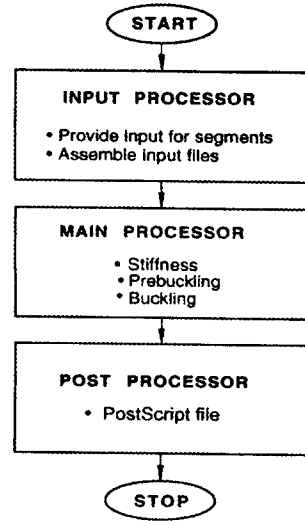 START
INPUT PROCESSOR
• Provide Input for segments
• Assemble input files
MAIN PROCESSOR
• Stiffness
• Prebuckling
• Buckling
POST PROCESSOR
• PostScript file
STOP